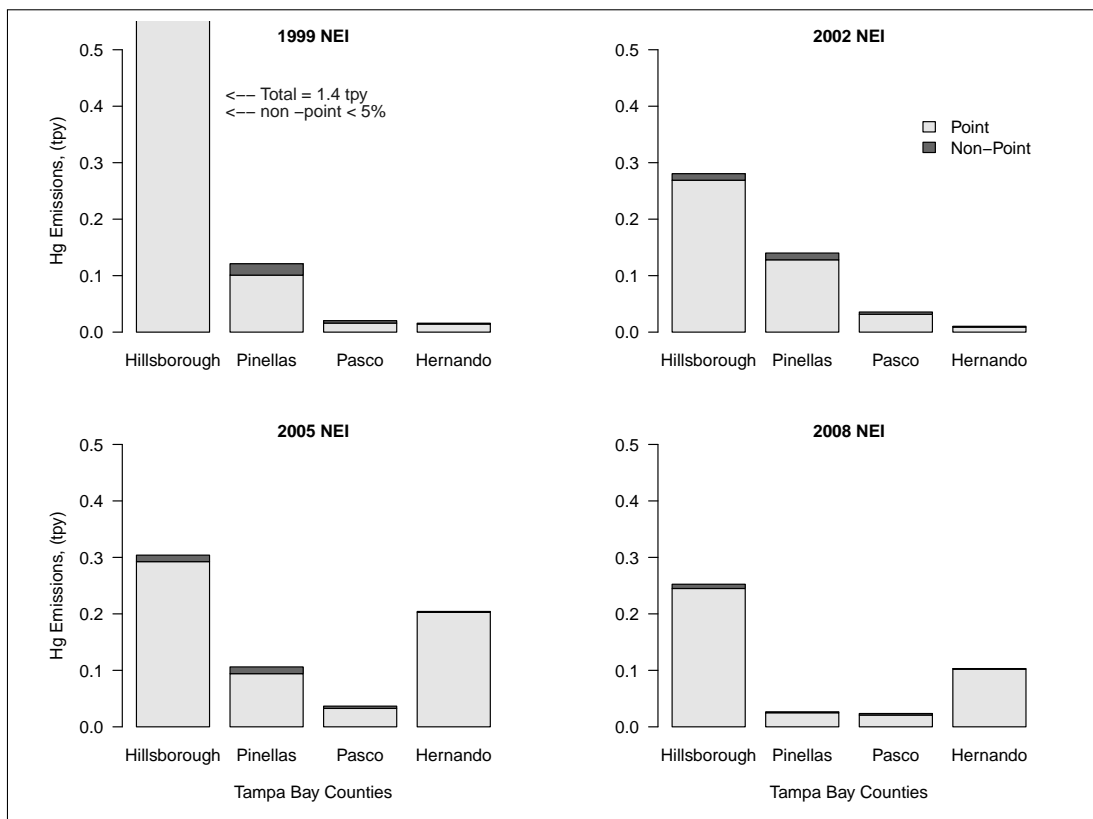 1999 NEI
Hg Emissions, (tpy)
0.5
0.4
0.3
0.2
0.1
0.0
<−− Total = 1.4 tpy
<−− non −point < 5%
Hillsborough Pinellas Pasco Hernando
2002 NEI
0.5
0.4
0.3
0.2
0.1
0.0
Point
Non−Point
Hillsborough Pinellas Pasco Hernando
2005 NEI
Hg Emissions, (tpy)
0.5
0.4
0.3
0.2
0.1
0.0
Hillsborough Pinellas Pasco Hernando
Tampa Bay Counties
2008 NEI
0.5
0.4
0.3
0.2
0.1
0.0
Hillsborough Pinellas Pasco Hernando
Tampa Bay Counties